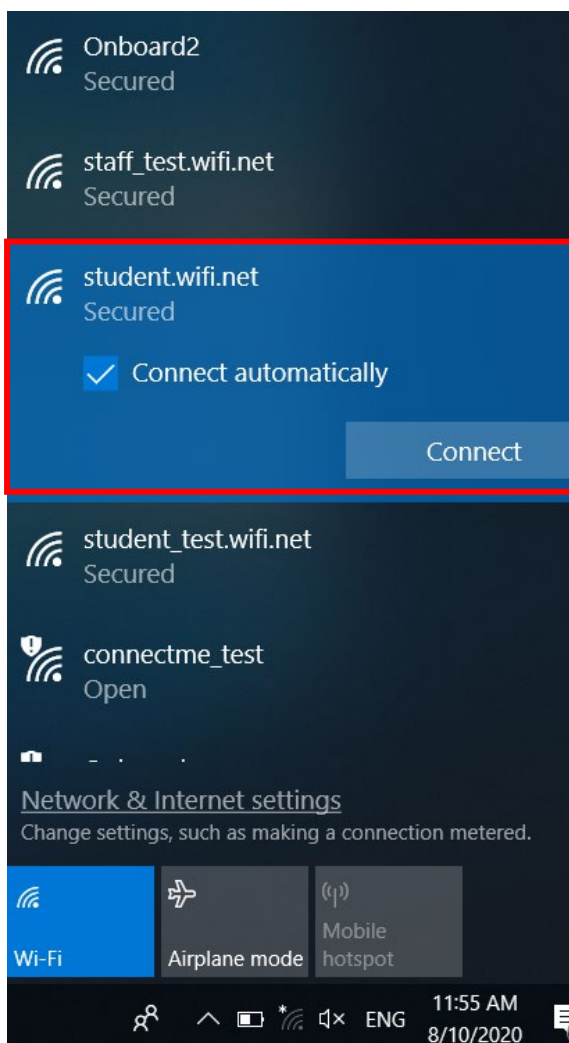 Onboard2
Secured
staff_test.wifi.net
Secured
student.wifi.net
Secured
Connect automatically
Connect
student_test.wifi.net
Secured
connectme_test
Open
Network & Internet settings
Change settings, such as making a connection metered.
Wi-Fi
Airplane mode
Mobile
hotspot
ENG
11:55 AM
8/10/2020